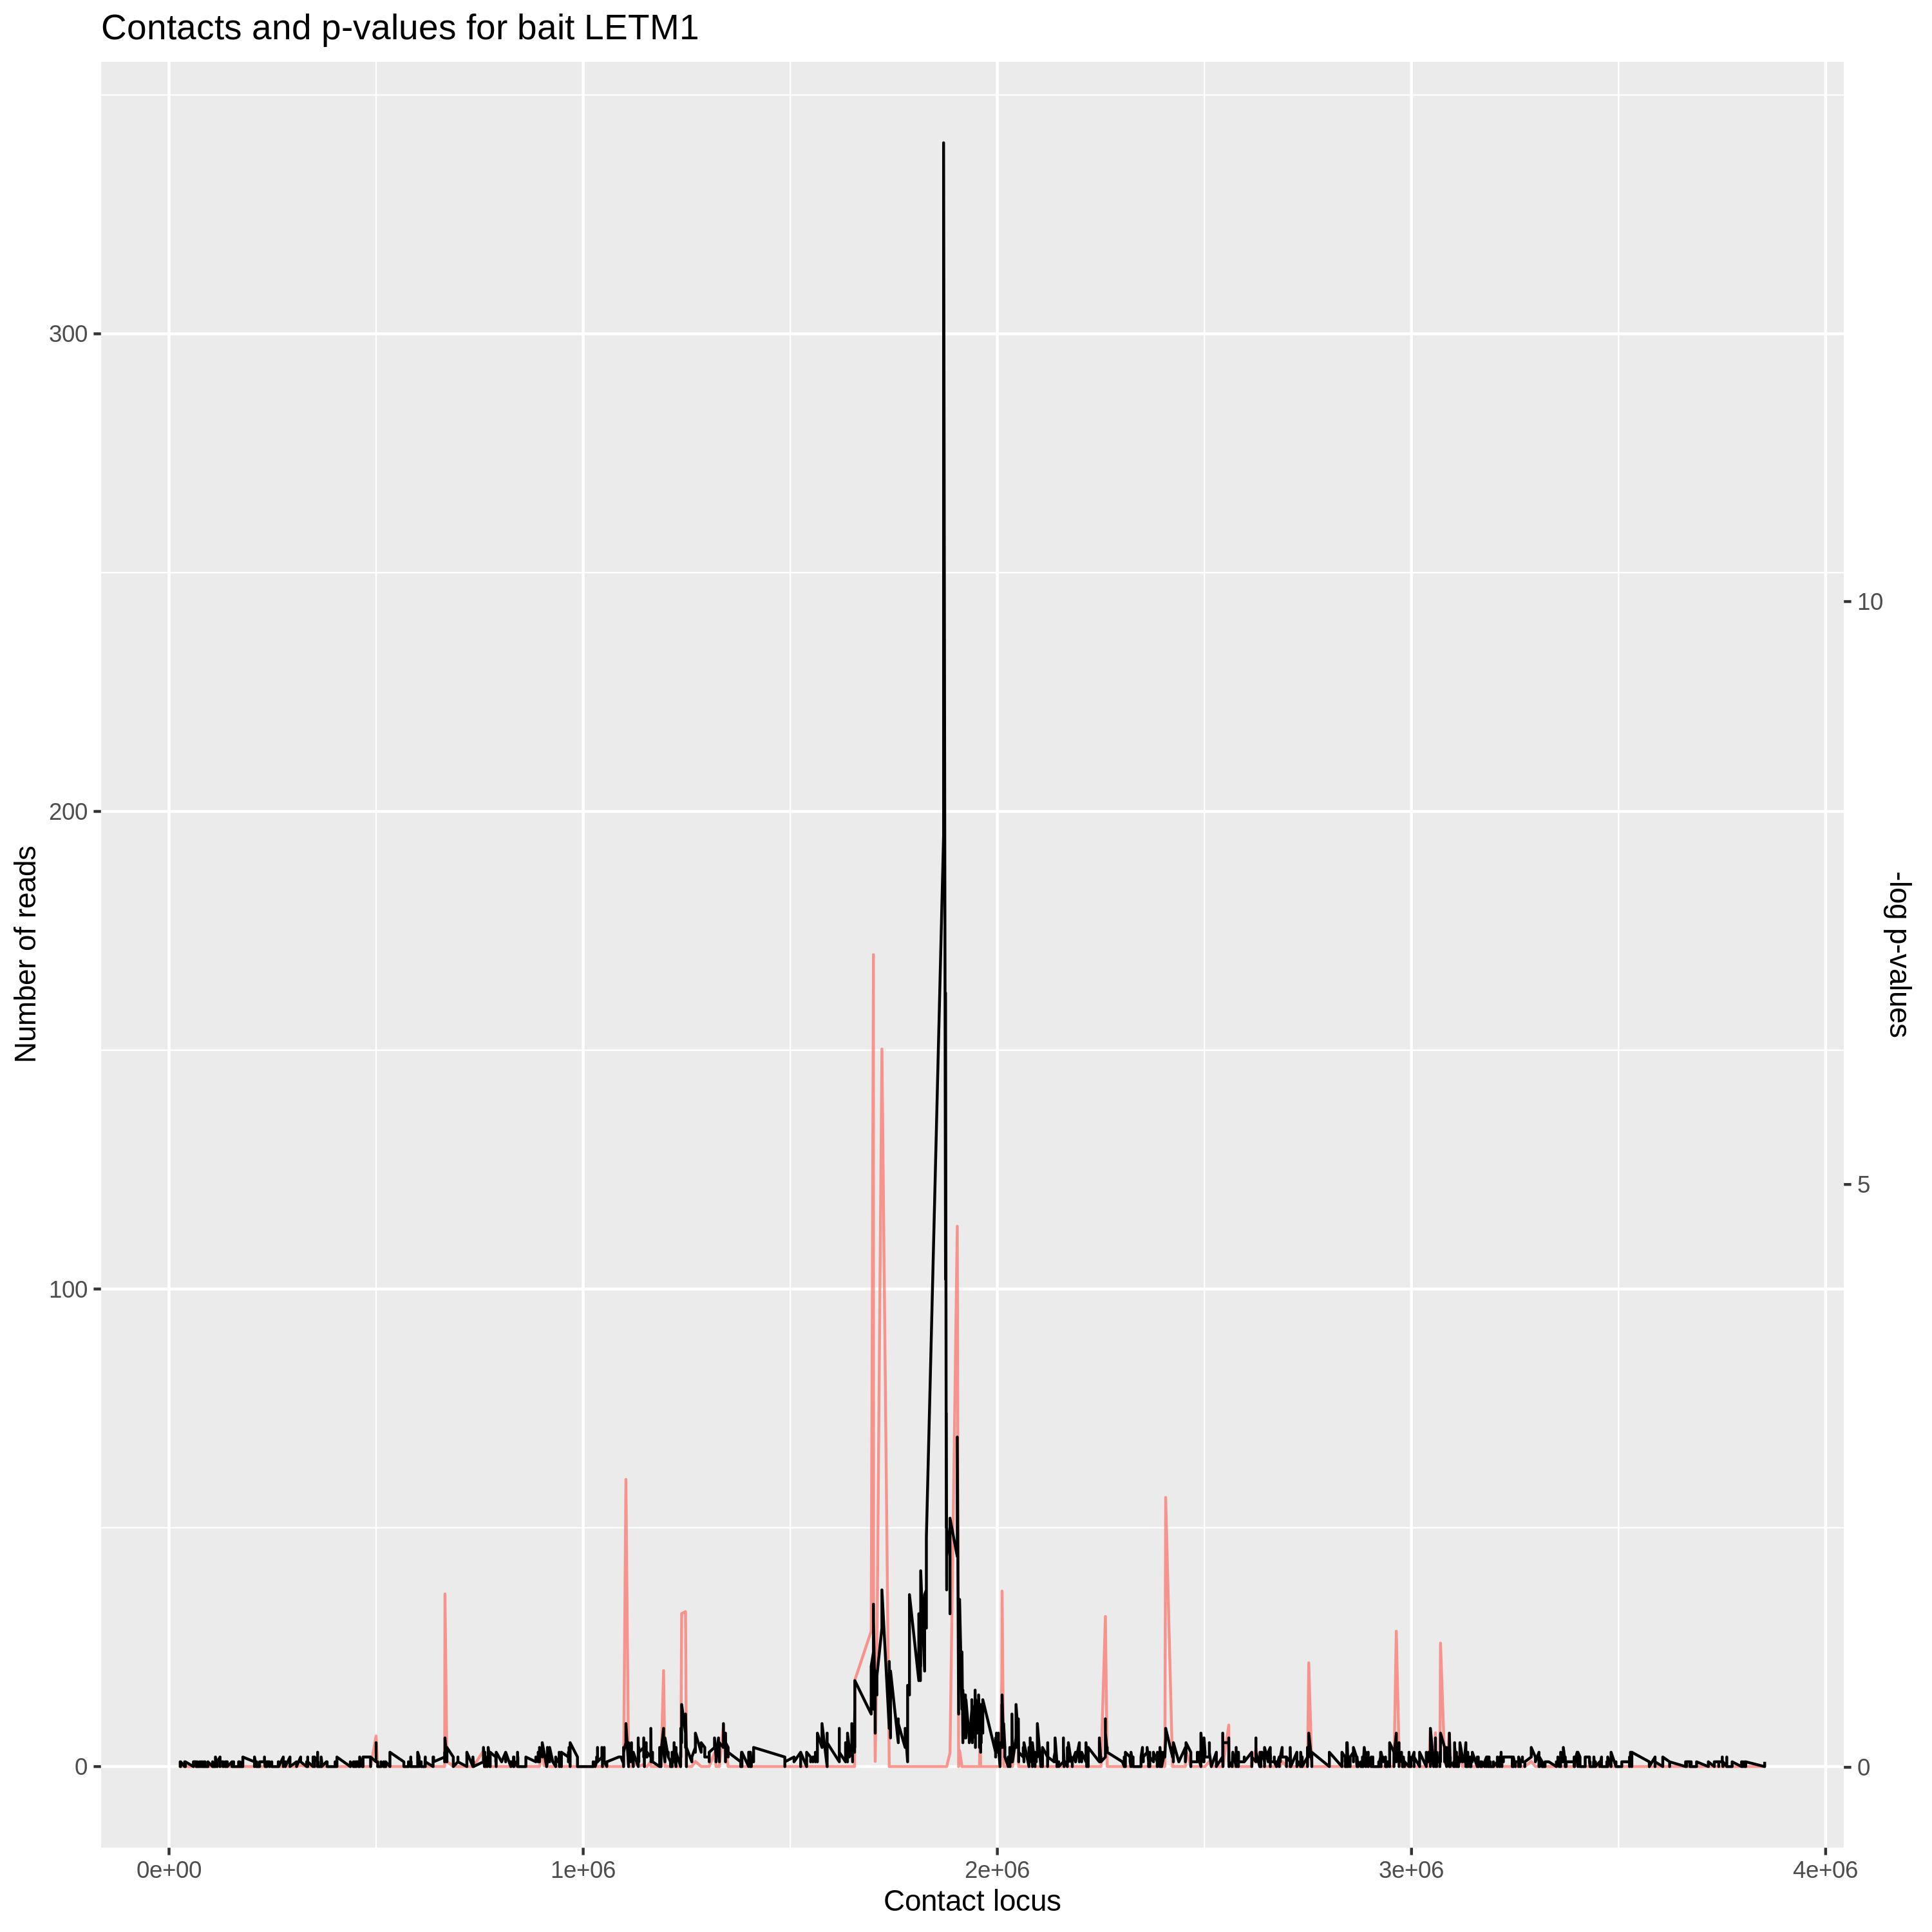 Contacts and p-values for bait LETM1
300
200
100
0
Number of reads
10
5
0
-log p-values
0e+00
1e+06
2e+06
3e+06
4e+06
Contact locus